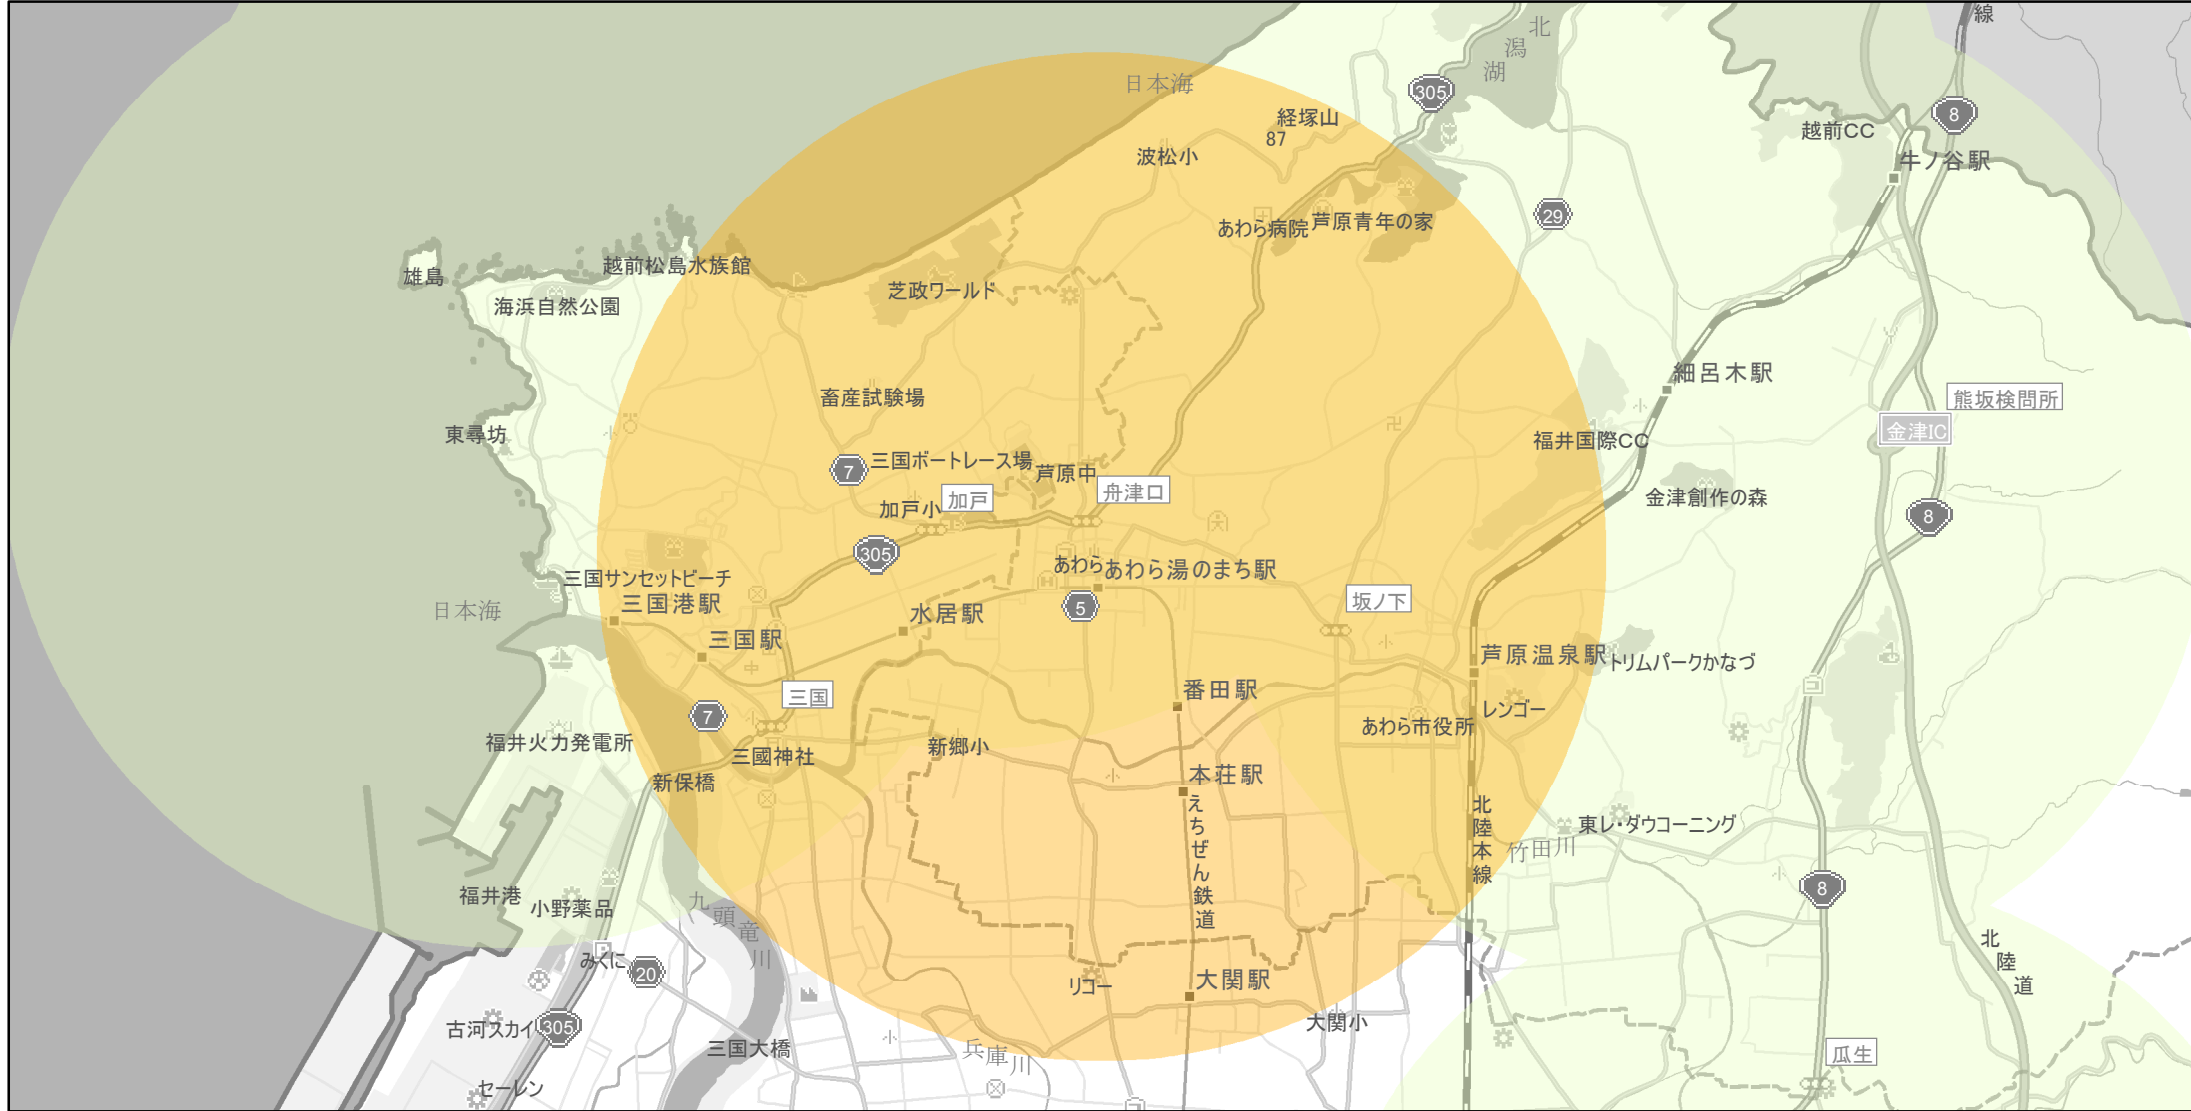 線
北潟湖
日本海
305
8
経塚山
87
越前CC
波松小
牛ノ谷駅
29
あわら病院
芦原青年の家
越前松島水族館
雄島
芝政ワールド
海浜自然公園
細呂木駅
畜産試験場
熊坂検問所
金津IC
東尋坊
福井国際CC
三国ボートレース場
7
芦原中
舟津口
加戸
金津創作の森
加戸小
8
305
あわら
あわら湯のまち駅
三国サンセットビーチ
三国港駅
日本海
5
坂ノ下
水居駅
三国駅
芦原温泉駅
トリムパークかなづ
番田駅
三国
7
レンゴー
あわら市役所
福井火力発電所
新郷小
三國神社
本荘駅
新保橋
えちぜん鉄道
北陸本線
東レ・ダウコーニング
竹田川
8
福井港
小野薬品
九頭竜川
北陸道
みくに
20
リコー
大関駅
古河スカイ
305
大関小
三国大橋
兵庫川
瓜生
セーレン